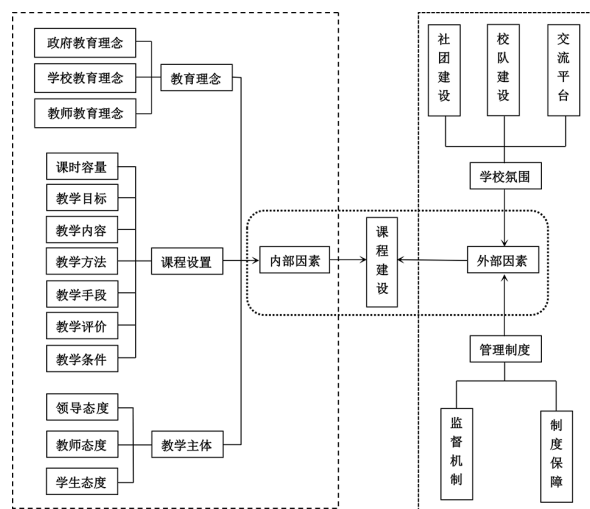 政府教育理念
学校教育理念
教师教育理念
教育理念
课时容量
教学目标
教学内容
教学方法
教学手段
教学评价
教学条件
课程设置
领导态度
教师态度
学生态度
教学主体
内部因素
课程建设
外部因素
社团建设
校队建设
交流平台
学校氛围
管理制度
监督机制
制度保障